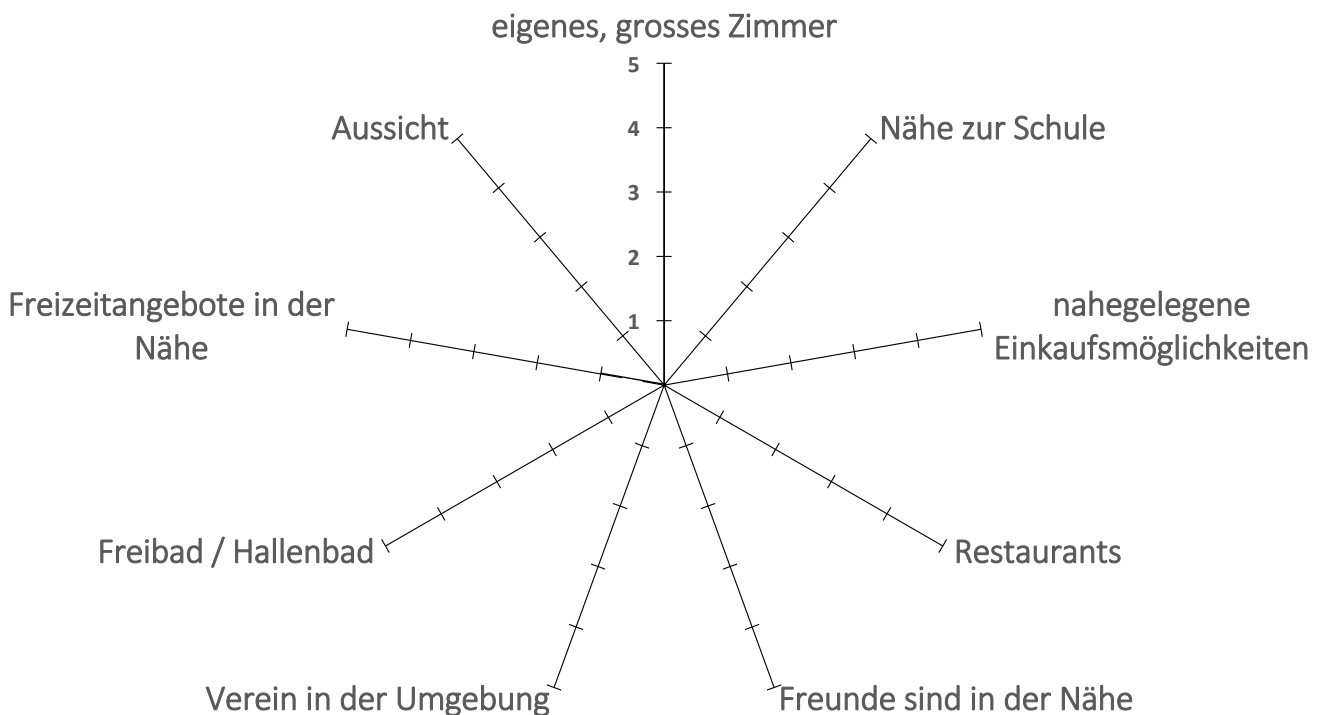 eigenes, grosses Zimmer
5
4
3
2
1
Aussicht
Nähe zur Schule
Freizeitangebote in der
Nähe
nahegelegene
Einkaufsmöglichkeiten
Freibad / Hallenbad
Restaurants
Verein in der Umgebung
Freunde sind in der Nähe